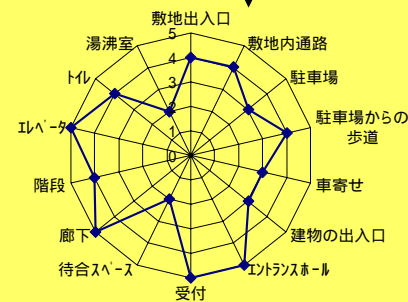 敷地出入口
敷地内通路
駐車場
駐車場からの
歩道
車寄せ
建物の出入口
ｴﾝﾄﾗﾝｽﾎｰﾙ
受付
待合ｽﾍﾟｰｽ
廊下
階段
ｴﾚﾍﾞｰﾀ
ﾄｲﾚ
湯沸室
5
4
3
2
1
0